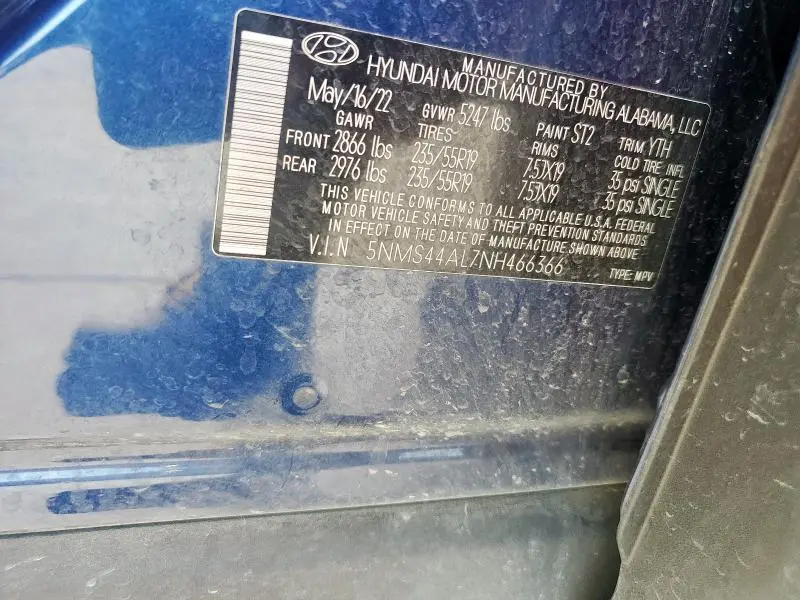 MANUFACTURED BY
HYUNDAI MOTOR MANUFACTURING ALABAMA, LLC
May/16/22 GVWR 5247 lbs PAINT ST2 TRIM YTH
GAWR TIRES RIMS COLD TIRE INFL
FRONT 2866 lbs 235/55R19 7.5JX19 35 psi SINGLE
REAR 2976 lbs 235/55R19 7.5JX19 35 psi SINGLE
THIS VEHICLE CONFORMS TO ALL APPLICABLE U.S.A. FEDERAL
MOTOR VEHICLE SAFETY AND THEFT PREVENTION STANDARDS
IN EFFECT ON THE DATE OF MANUFACTURE SHOWN ABOVE
V.I.N 5NMS44AL7NH466366 TYPE: MPV